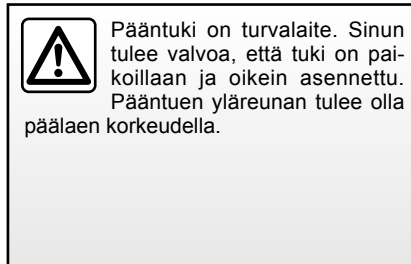 Pääntuki on turvalaite. Sinun
tulee valvoa, että tuki on pai-
koillaan ja oikein asennettu.
Pääntuen yläreunan tulee olla
päälaen korkeudella.